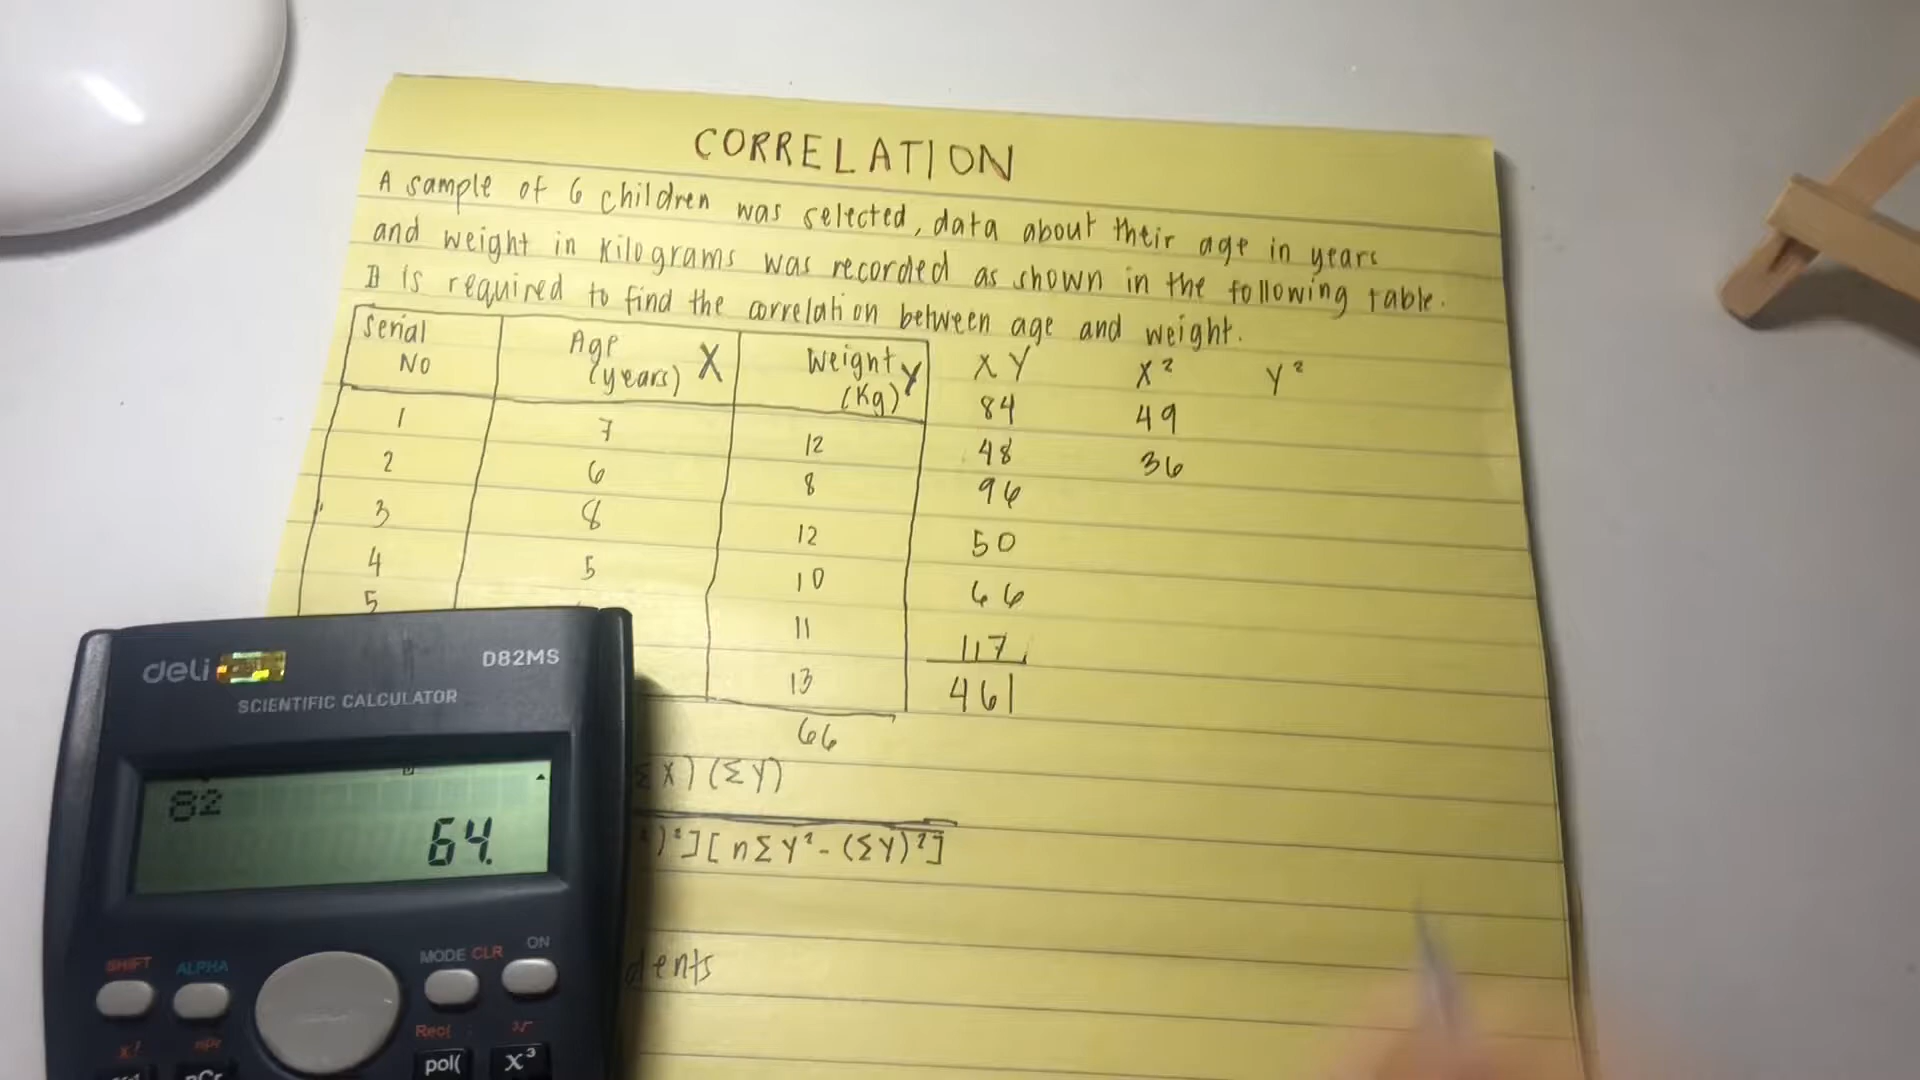 CORRELATION
A sample of 6 children was selected, data about their age in years
and weight in Kilograms was recorded as shown in the following table.
It is required to find the correlation between age and weight.
Serial No Age (years) X Weight (Kg) Y XY X² Y²
1 7 12 84 49
2 6 8 48 36
3 8 12 96
4 5 10 50
5 11 66
13 117
66 461
ΣX) (ΣY)
)²][nΣY²-(ΣY)²]
dents
deli D82MS
SCIENTIFIC CALCULATOR
82
64.
SHIFT ALPHA MODE CLR ON
x! nPr Rec( : ³√
nCr pol( X³